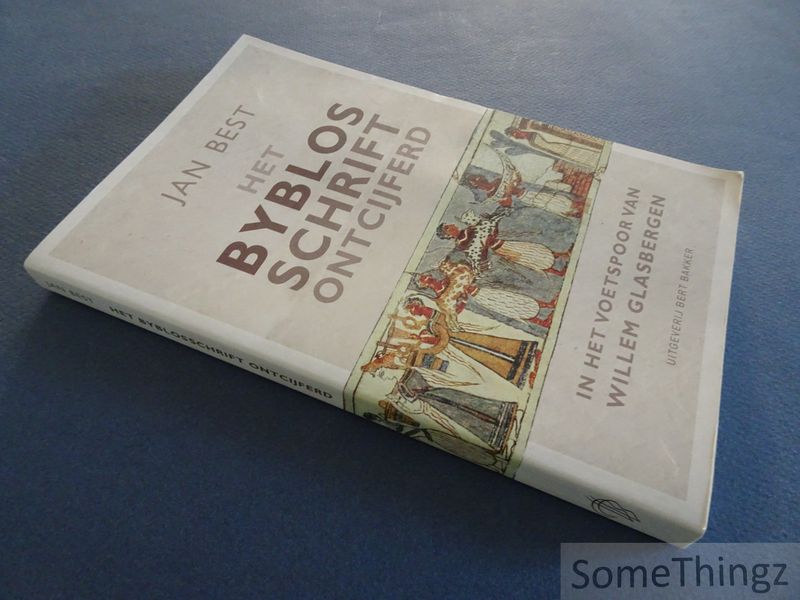 JAN BEST
HET
BYBLOS
SCHRIFT
ONTCIJFERD
IN HET VOETSPOOR VAN
WILLEM GLASBERGEN
UITGEVERIJ BERT BAKKER
JAN BEST HET BYBLOSSCHRIFT ONTCIJFERD
SomeThingz